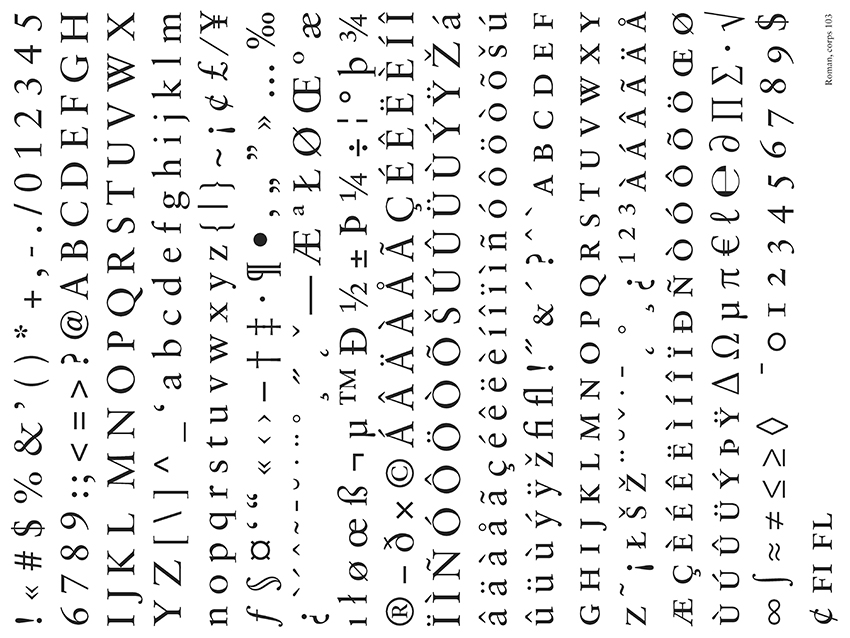 ! « # $ % & ’ ( ) * + , - . / 0 1 2 3 4 5
6 7 8 9 : ; < = > ? @ A B C D E F G H
I J K L M N O P Q R S T U V W X
Y Z [ \ ] ^ _ ‘ a b c d e f g h i j k l m
n o p q r s t u v w x y z { | } ~ ¡ ¢ £ ⁄ ¥
ƒ § ¤ ‘ “ « ‹ › – † ‡ · ¶ • ‚ „ ” » … ‰
¿ — Æ ª Ł Ø Œ º æ
ı ł ø œ ß ¬ µ ™ Ð ½ ± Þ ¼ ÷ ¦ ° þ ¾
® – ð × © Á Â Ä À Å Ã Ç É Ê Ë È Í Î
Ï Ì Ñ Ó Ô Ö Ò Õ Š Ú Û Ü Ù Ý Ÿ Ž á
â ä à å ã ç é ê ë è í î ï ì ñ ó ô ö ò õ š ú
û ü ù ý ÿ ž fi fl ! ˝ & ´ ? ^ ` A B C D E F
G H I J K L M N O P Q R S T U V W X Y
Z ˜ ¡ Ł Š Ž ¨ ˘ ˇ ˙ ¯ ° ¸ ¿ 1 2 3 À Á Â Ã Ä Å
Æ Ç È É Ê Ë Ì Í Î Ï Ð Ñ Ò Ó Ô Õ Ö Œ Ø
Ù Ú Û Ü Ý Þ Ÿ Δ Ω µ π € ℓ ℮ ∂ ∏ ∑ · √
∞ ∫ ≈ ≠ ≤ ≥ ◊ ¯ 0 1 2 3 4 5 6 7 8 9 $
¢ FI FL
Roman, corps 103